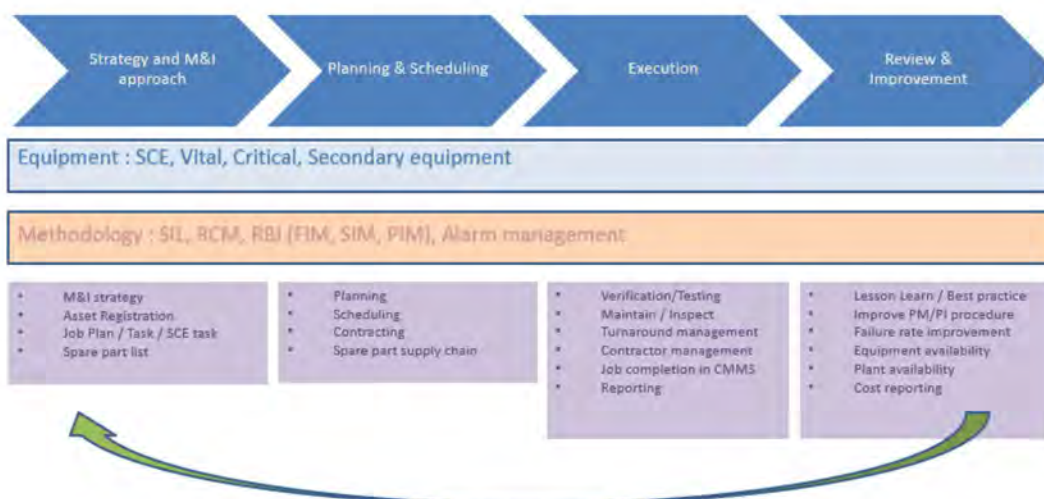 Strategy and M&I
approach
Planning & Scheduling
Execution
Review &
Improvement
Equipment : SCE, Vital, Critical, Secondary equipment
Methodology : SIL, RCM, RBI (FIM, SIM, PIM), Alarm management
• M&I strategy
• Asset Registration
• Job Plan / Task / SCE task
• Spare part list
• Planning
• Scheduling
• Contracting
• Spare part supply chain
• Verification/Testing
• Maintain / Inspect
• Turnaround management
• Contractor management
• Job completion in CMMS
• Reporting
• Lesson Learn / Best practice
• Improve PM/PI procedure
• Failure rate improvement
• Equipment availability
• Plant availability
• Cost reporting